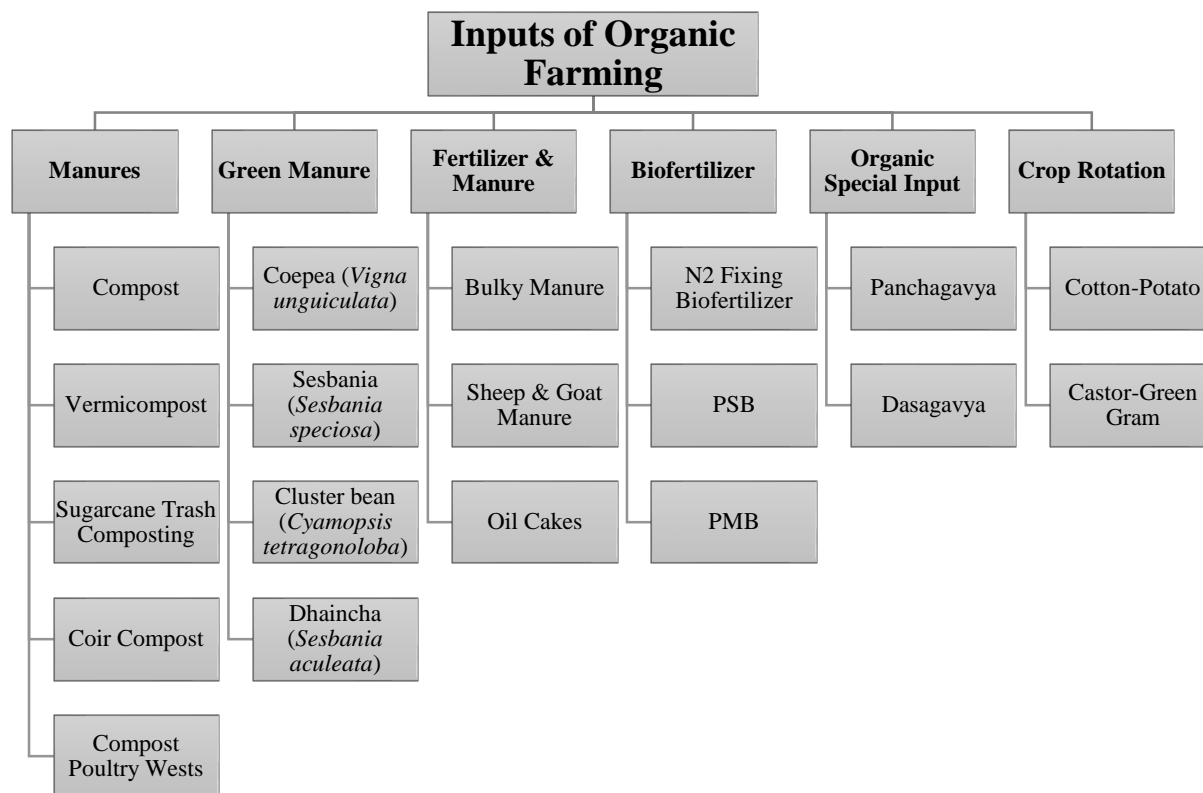 Inputs of Organic
Farming
Manures
Green Manure
Fertilizer &
Manure
Biofertilizer
Organic
Special Input
Crop Rotation
Compost
Vermicompost
Sugarcane Trash
Composting
Coir Compost
Compost
Poultry Wests
Coepea (Vigna
unguiculata)
Sesbania
(Sesbania
speciosa)
Cluster bean
(Cyamopsis
tetragonoloba)
Dhaincha
(Sesbania
aculeata)
Bulky Manure
Sheep & Goat
Manure
Oil Cakes
N2 Fixing
Biofertilizer
PSB
PMB
Panchagavya
Dasagavya
Cotton-Potato
Castor-Green
Gram